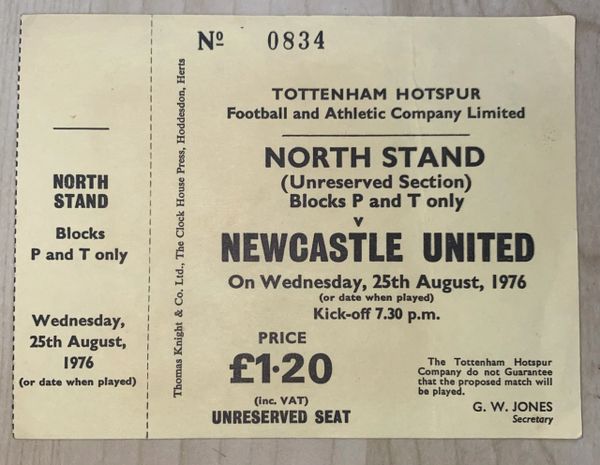 NORTH
STAND
Blocks
P and T only
Wednesday,
25th August,
1976
(or date when played)
Thomas Knight & Co. Ltd., The Clock House Press, Hoddesdon, Herts
Nº 0834
TOTTENHAM HOTSPUR
Football and Athletic Company Limited
NORTH STAND
(Unreserved Section)
Blocks P and T only
v
NEWCASTLE UNITED
On Wednesday, 25th August, 1976
(or date when played)
Kick-off 7.30 p.m.
PRICE
£1·20
(inc. VAT)
UNRESERVED SEAT
The Tottenham Hotspur
Company do not Guarantee
that the proposed match will
be played.
G. W. JONES
Secretary